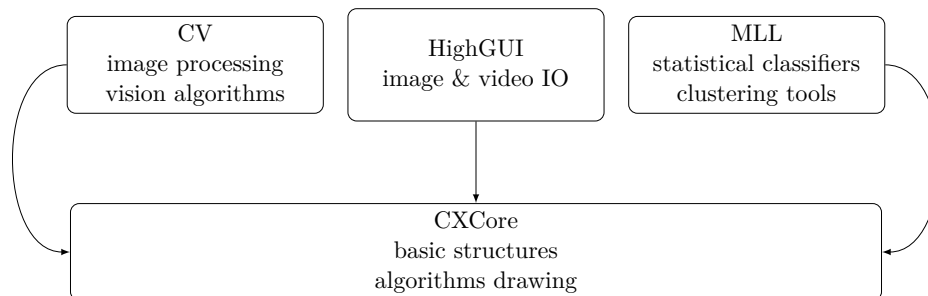 CV
image processing
vision algorithms
HighGUI
image & video IO
MLL
statistical classifiers
clustering tools
CXCore
basic structures
algorithms drawing